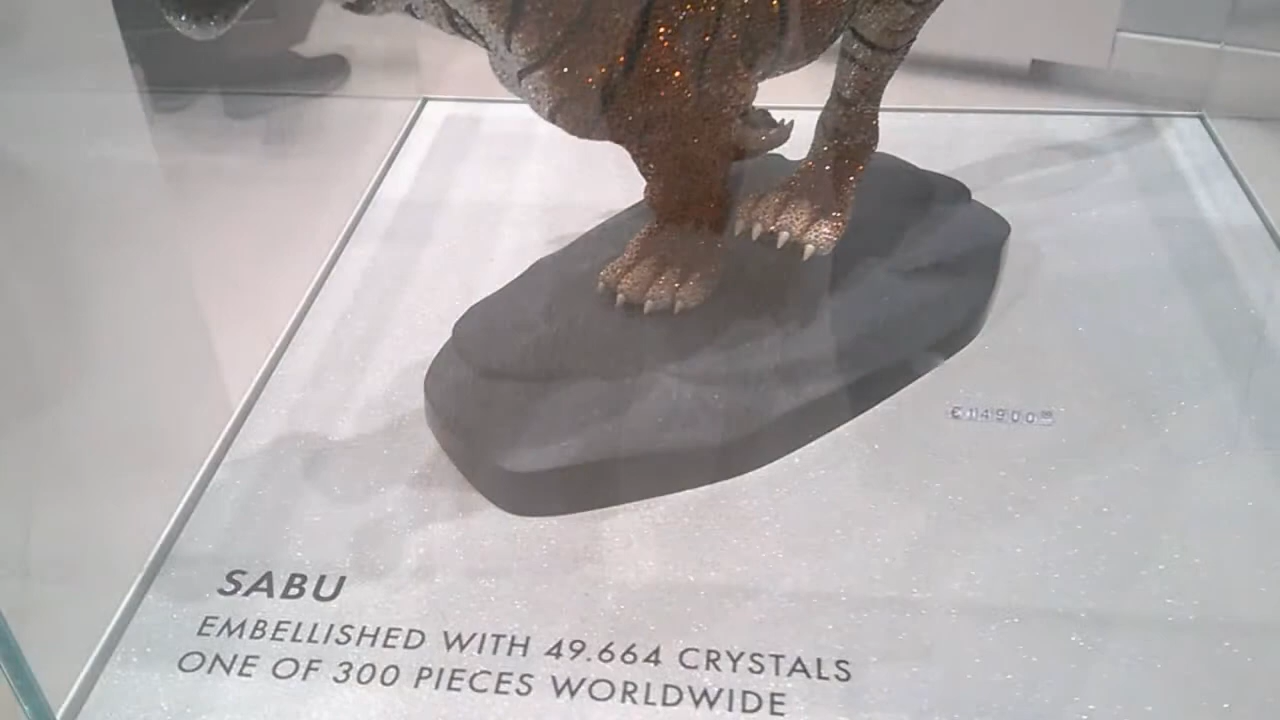 SABU
EMBELLISHED WITH 49.664 CRYSTALS
ONE OF 300 PIECES WORLDWIDE